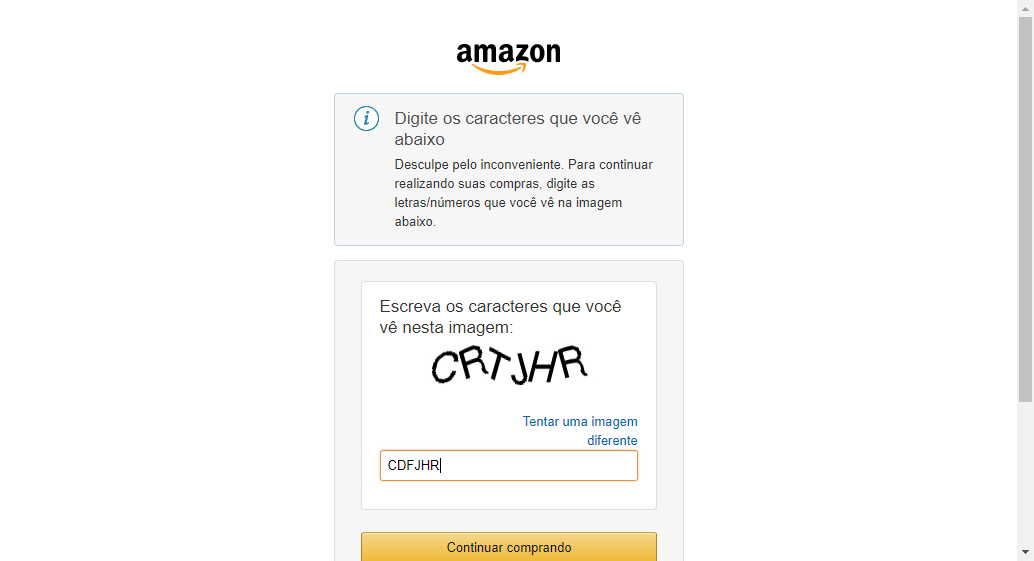 amazon
Digite os caracteres que você vê
abaixo
Desculpe pelo inconveniente. Para continuar
realizando suas compras, digite as
letras/números que você vê na imagem
abaixo.
Escreva os caracteres que você
vê nesta imagem:
CRTJHR
Tentar uma imagem
diferente
CDFJHR
Continuar comprando